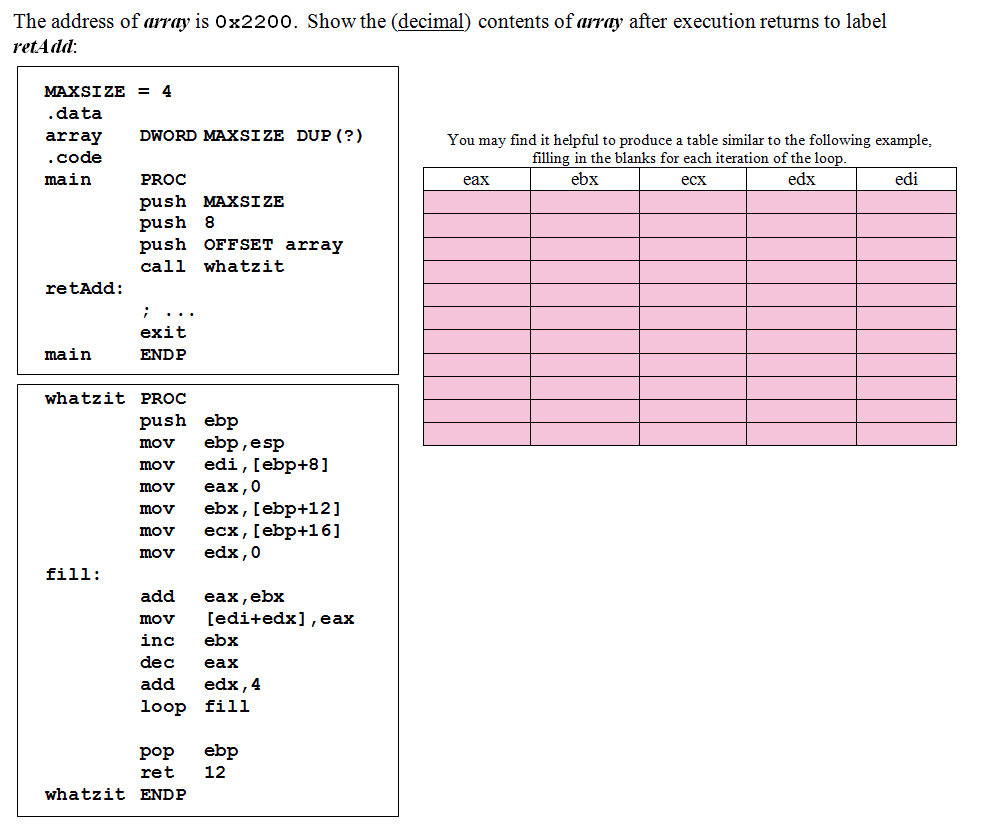 The address of array is 0x2200. Show the (decimal) contents of array after execution returns to label
retAdd:
MAXSIZE = 4
.data
array DWORD MAXSIZE DUP(?)
.code
main PROC
push MAXSIZE
push 8
push OFFSET array
call whatzit
retAdd:
; ...
exit
main ENDP
whatzit PROC
push ebp
mov ebp,esp
mov edi,[ebp+8]
mov eax,0
mov ebx,[ebp+12]
mov ecx,[ebp+16]
mov edx,0
fill:
add eax,ebx
mov [edi+edx],eax
inc ebx
dec eax
add edx,4
loop fill
pop ebp
ret 12
whatzit ENDP
You may find it helpful to produce a table similar to the following example,
filling in the blanks for each iteration of the loop.
eax ebx ecx edx edi